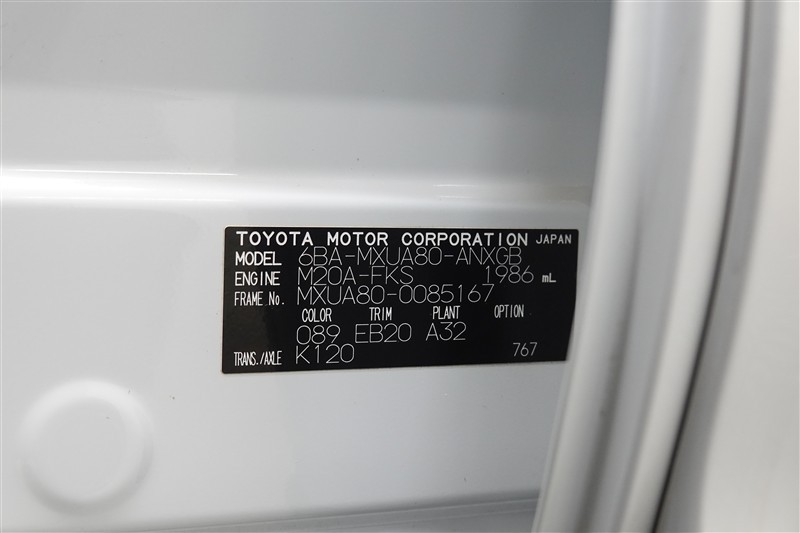 TOYOTA MOTOR CORPORATION JAPAN
MODEL 6BA-MXUA80-ANXGB
ENGINE M20A-FKS 1986 mL
FRAME No. MXUA80-0085167
COLOR TRIM PLANT OPTION
089 EB20 A32
TRANS./AXLE K120 767